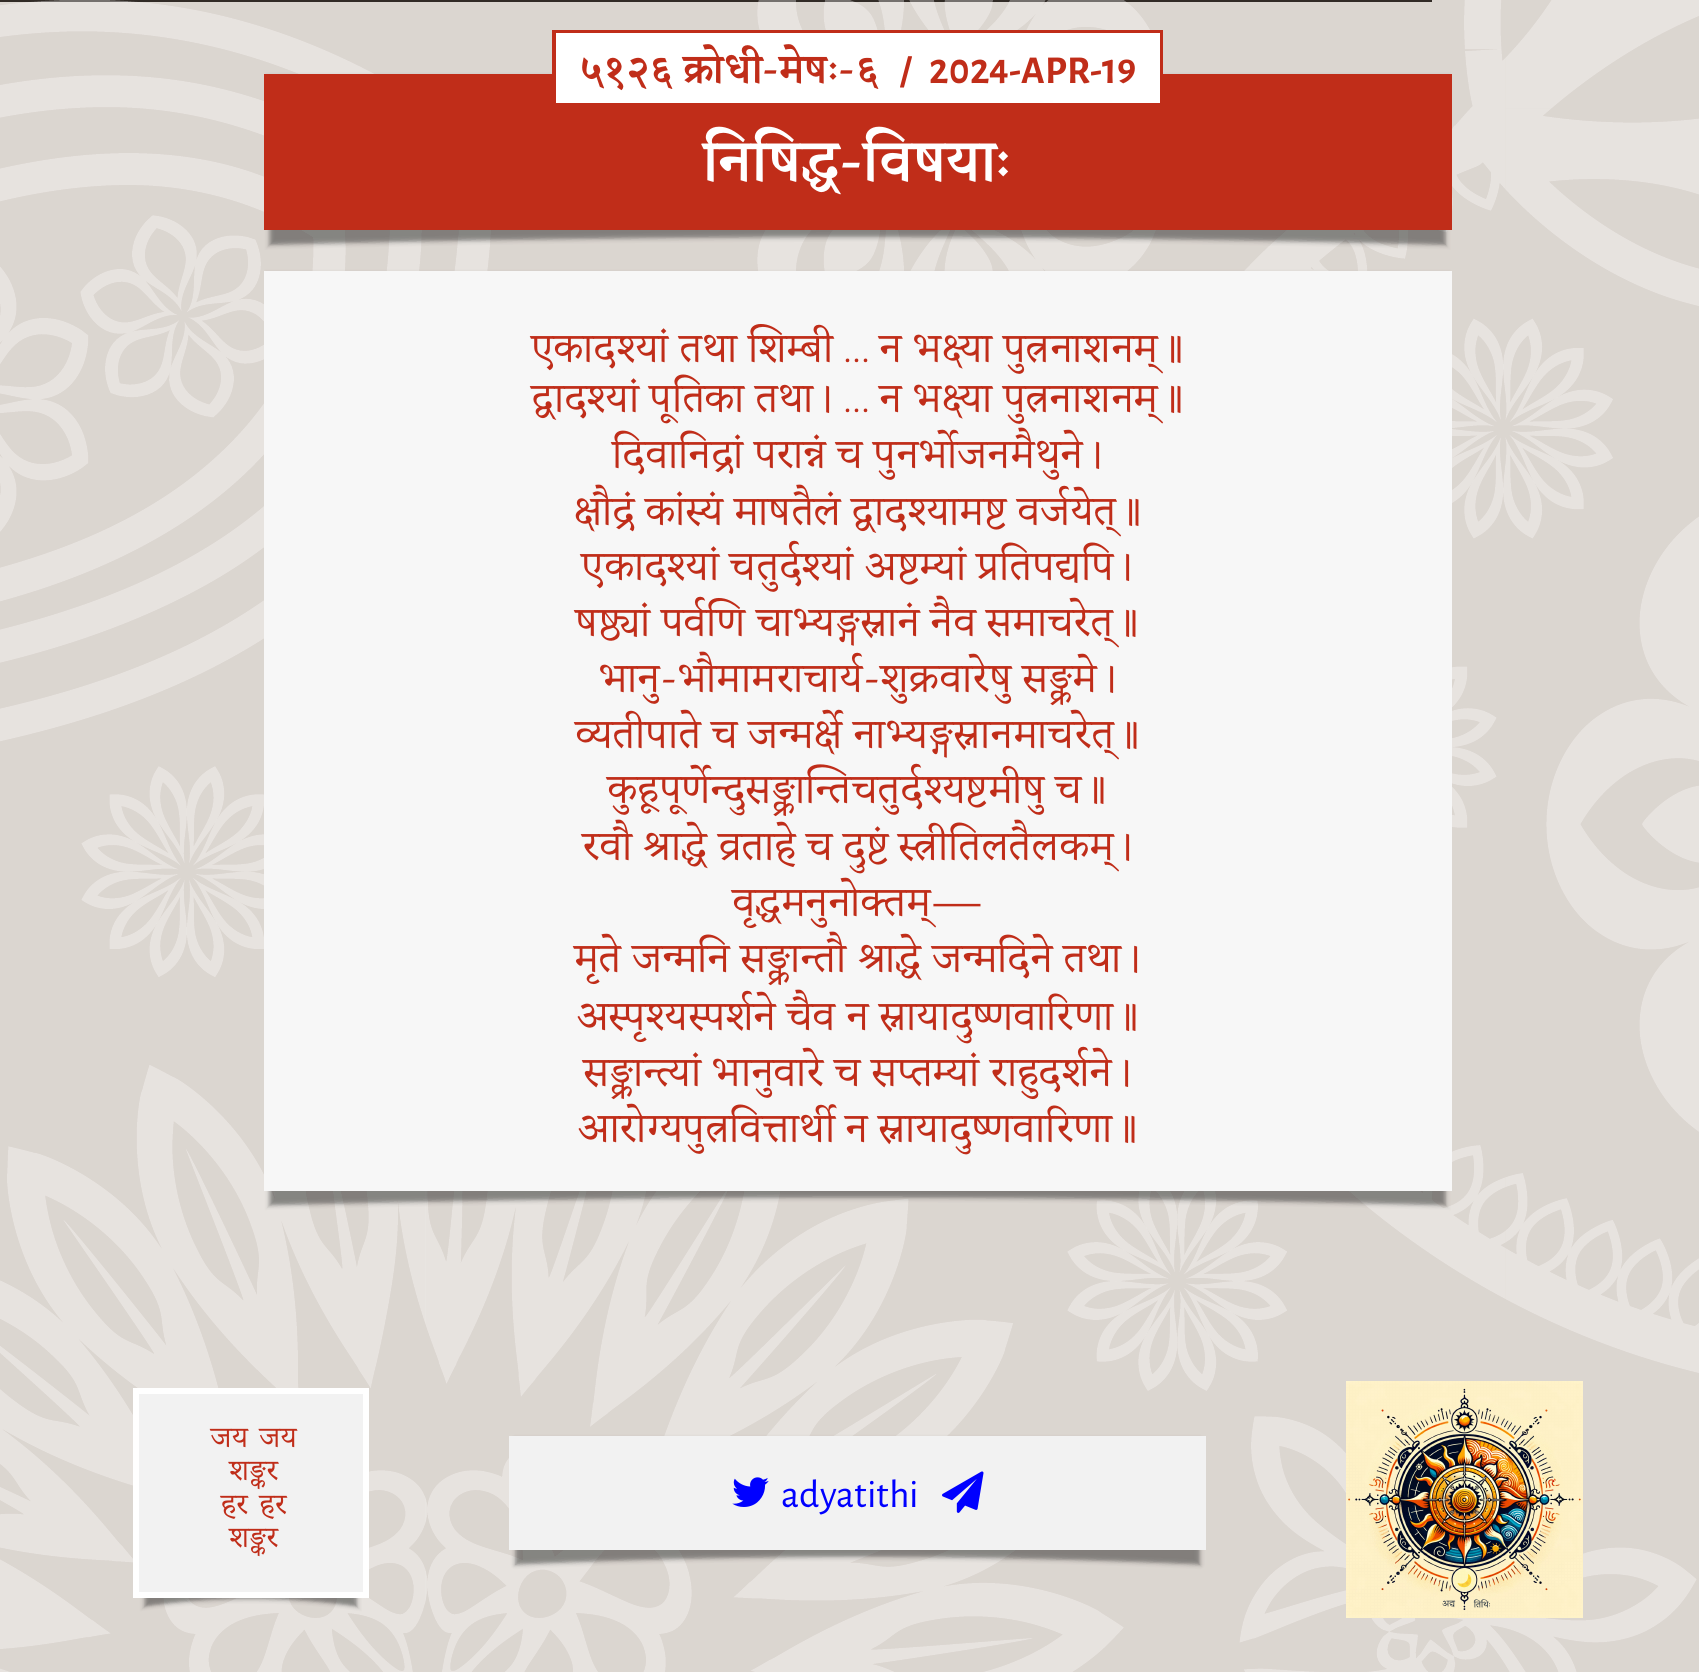 ५१२६ क्रोधी-मेषः-६ / 2024-APR-19
निषिद्ध-विषयाः
एकादश्यां तथा शिम्बी ... न भक्ष्या पुत्रनाशनम्॥
द्वादश्यां पूतिका तथा। ... न भक्ष्या पुत्रनाशनम्॥
दिवानिद्रां परान्नं च पुनर्भोजनमैथुने।
क्षौद्रं कांस्यं माषतैलं द्वादश्यामष्ट वर्जयेत्॥
एकादश्यां चतुर्दश्यां अष्टम्यां प्रतिपद्यपि।
षष्ठ्यां पर्वणि चाभ्यङ्गस्नानं नैव समाचरेत्॥
भानु-भौमामराचार्य-शुक्रवारेषु सङ्क्रमे।
व्यतीपाते च जन्मर्क्षे नाभ्यङ्गस्नानमाचरेत्॥
कुहूपूर्णेन्दुसङ्क्रान्तिचतुर्दश्यष्टमीषु च॥
रवौ श्राद्धे व्रताहे च दुष्टं स्त्रीतिलतैलकम्।
वृद्धमनुनोक्तम्—
मृते जन्मनि सङ्क्रान्तौ श्राद्धे जन्मदिने तथा।
अस्पृश्यस्पर्शने चैव न स्नायादुष्णवारिणा॥
सङ्क्रान्त्यां भानुवारे च सप्तम्यां राहुदर्शने।
आरोग्यपुत्रवित्तार्थी न स्नायादुष्णवारिणा॥
जय जय
शङ्कर
हर हर
शङ्कर
adyatithi
अद्य तिथिः